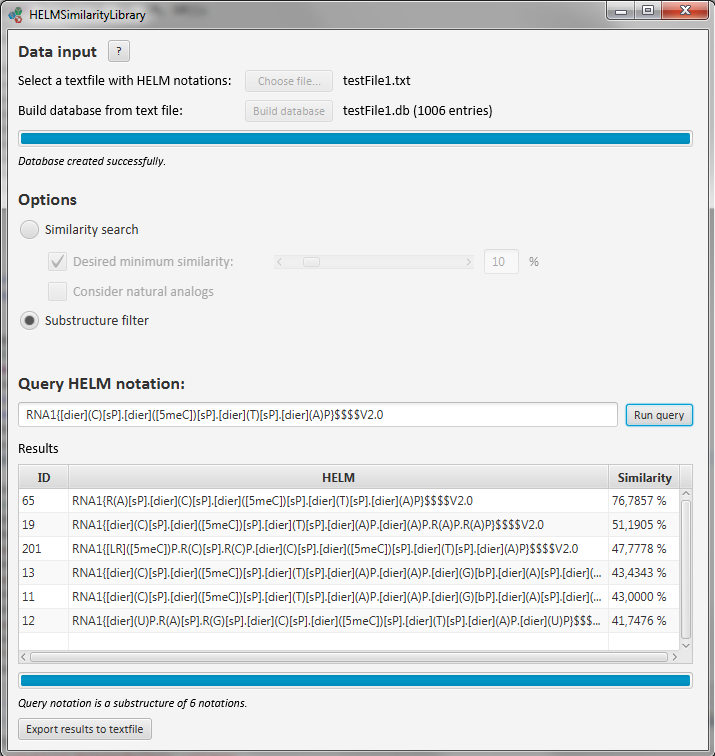 HELMSimilarityLibrary
Data input ?
Select a textfile with HELM notations: Choose file... testFile1.txt
Build database from text file: Build database testFile1.db (1006 entries)
Database created successfully.
Options
Similarity search
Desired minimum similarity: 10 %
Consider natural analogs
Substructure filter
Query HELM notation:
RNA1{[dier](C)[sP].[dier]([5meC])[sP].[dier](T)[sP].[dier](A)P}$$$$V2.0 Run query
Results
ID HELM Similarity
65 RNA1{R(A)[sP].[dier](C)[sP].[dier]([5meC])[sP].[dier](T)[sP].[dier](A)P}$$$$V2.0 76,7857 %
19 RNA1{[dier](C)[sP].[dier]([5meC])[sP].[dier](T)[sP].[dier](A)P.[dier](A)P.R(A)P.R(A)P}$$$$V2.0 51,1905 %
201 RNA1{[LR]([5meC])P.R(C)[sP].R(C)P.[dier](C)[sP].[dier]([5meC])[sP].[dier](T)[sP].[dier](A)P}$$$$V2.0 47,7778 %
13 RNA1{[dier](C)[sP].[dier]([5meC])[sP].[dier](T)[sP].[dier](A)P.[dier](A)P.[dier](G)[bP].[dier](A)[sP].[dier](... 43,4343 %
11 RNA1{[dier](C)[sP].[dier]([5meC])[sP].[dier](T)[sP].[dier](A)P.[dier](A)P.[dier](G)[bP].[dier](A)[sP].[dier](... 43,0000 %
12 RNA1{[dier](U)P.R(A)[sP].R(G)[sP].[dier](C)[sP].[dier]([5meC])[sP].[dier](T)[sP].[dier](A)P.[dier](U)P}$$$... 41,7476 %
Query notation is a substructure of 6 notations.
Export results to textfile